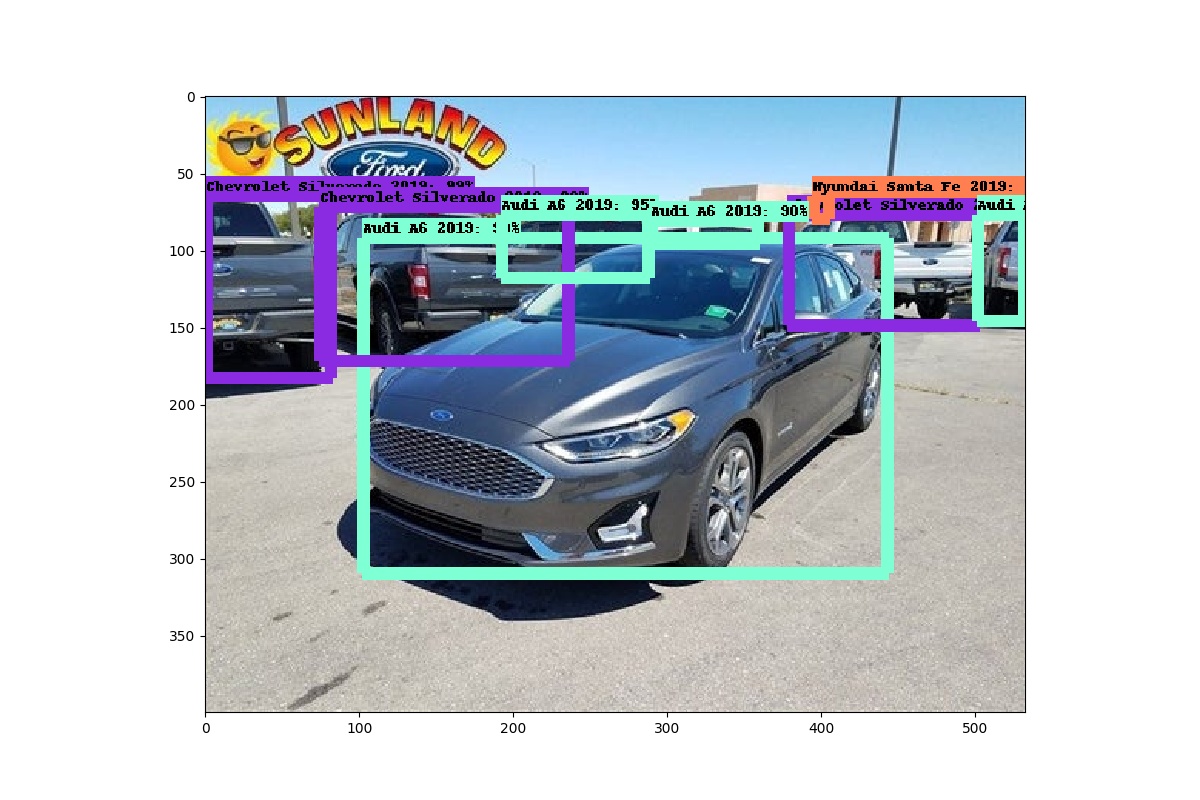 0
50
100
150
200
250
300
350
0
100
200
300
400
500
SUNLAND
Ford
Chevrolet Silverado 2019: 99%
Chevrolet Silverado
Hyundai Santa Fe 2019:
olet Silverado
Audi A6 2019: 95%
Audi A6 2019: 90%
Audi A
Audi A6 2019: